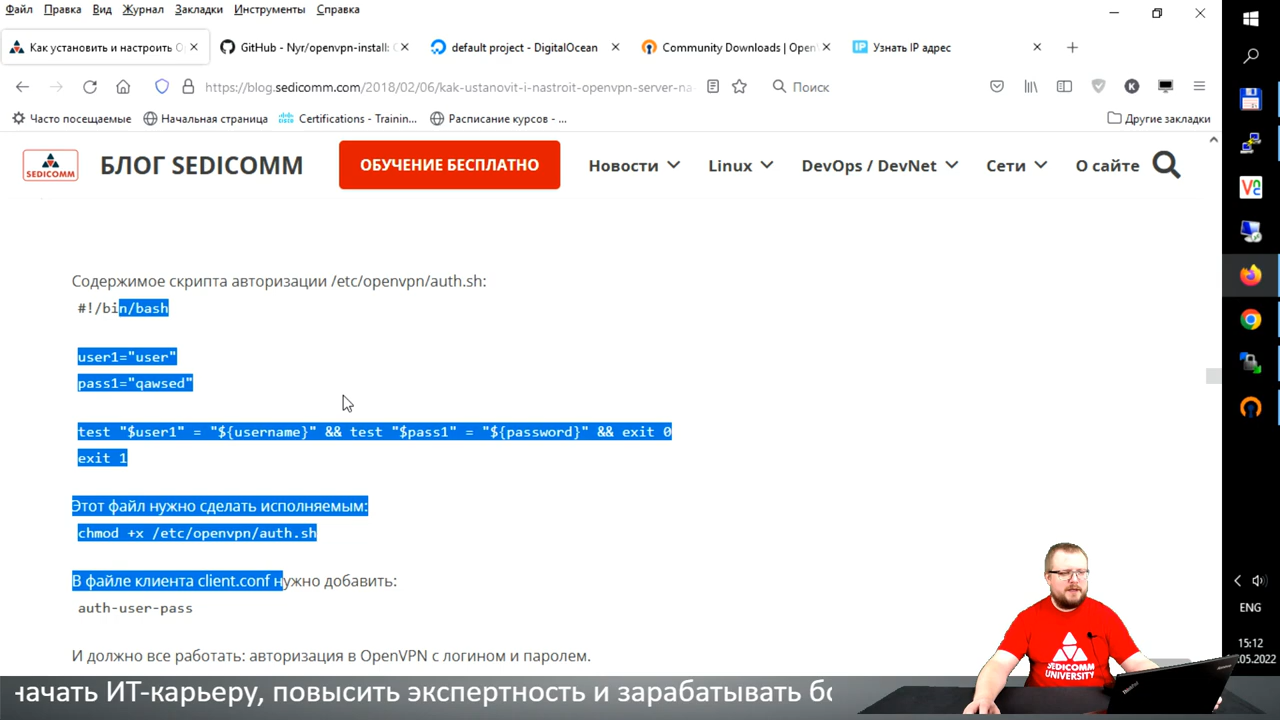 Файл Правка Вид Журнал Закладки Инструменты Справка
Как установить и настроить O
GitHub - Nyr/openvpn-install: O
default project - DigitalOcean
Community Downloads | Open
IP Узнать IP адрес
https://blog.sedicomm.com/2018/02/06/kak-ustanovit-i-nastroit-openvpn-server-na-
Поиск
Часто посещаемые
Начальная страница
Certifications - Trainin...
Расписание курсов - ...
Другие закладки
SEDICOMM
БЛОГ SEDICOMM
ОБУЧЕНИЕ БЕСПЛАТНО
Новости
Linux
DevOps / DevNet
Сети
О сайте
Содержимое скрипта авторизации /etc/openvpn/auth.sh:
#!/bin/bash
user1="user"
pass1="qawsed"
test "$user1" = "${username}" && test "$pass1" = "${password}" && exit 0
exit 1
Этот файл нужно сделать исполняемым:
chmod +x /etc/openvpn/auth.sh
В файле клиента client.conf нужно добавить:
auth-user-pass
И должно все работать: авторизация в OpenVPN с логином и паролем.
ENG
15:12
.05.2022
SEDICOMM
UNIVERSITY
ThinkPad
начать ИТ-карьеру, повысить экспертность и зарабатывать бо